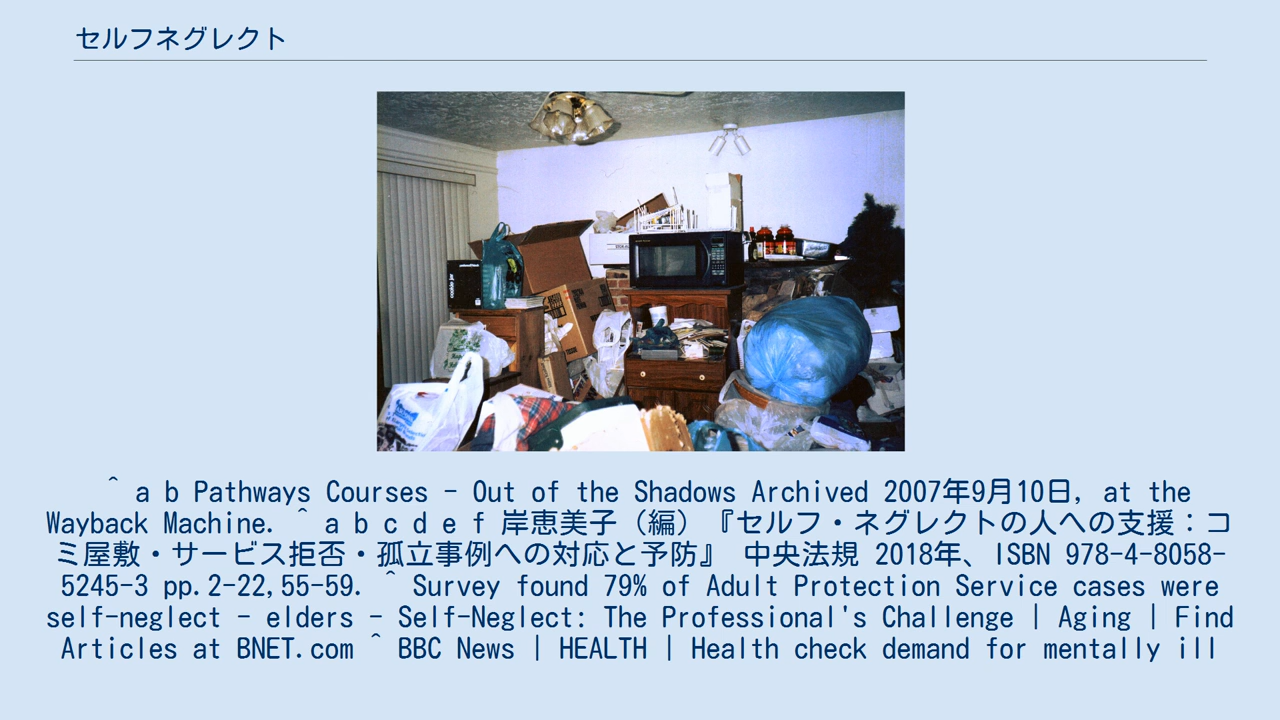 セルフネグレクト
^ a b Pathways Courses - Out of the Shadows Archived 2007年9月10日, at the
Wayback Machine. ^ a b c d e f 岸恵美子（編）『セルフ・ネグレクトの人への支援：コ
ミ屋敷・サービス拒否・孤立事例への対応と予防』 中央法規 2018年、ISBN 978-4-8058-
5245-3 pp.2-22,55-59. ^ Survey found 79% of Adult Protection Service cases were
self-neglect - elders - Self-Neglect: The Professional's Challenge | Aging | Find
Articles at BNET.com ^ BBC News | HEALTH | Health check demand for mentally ill